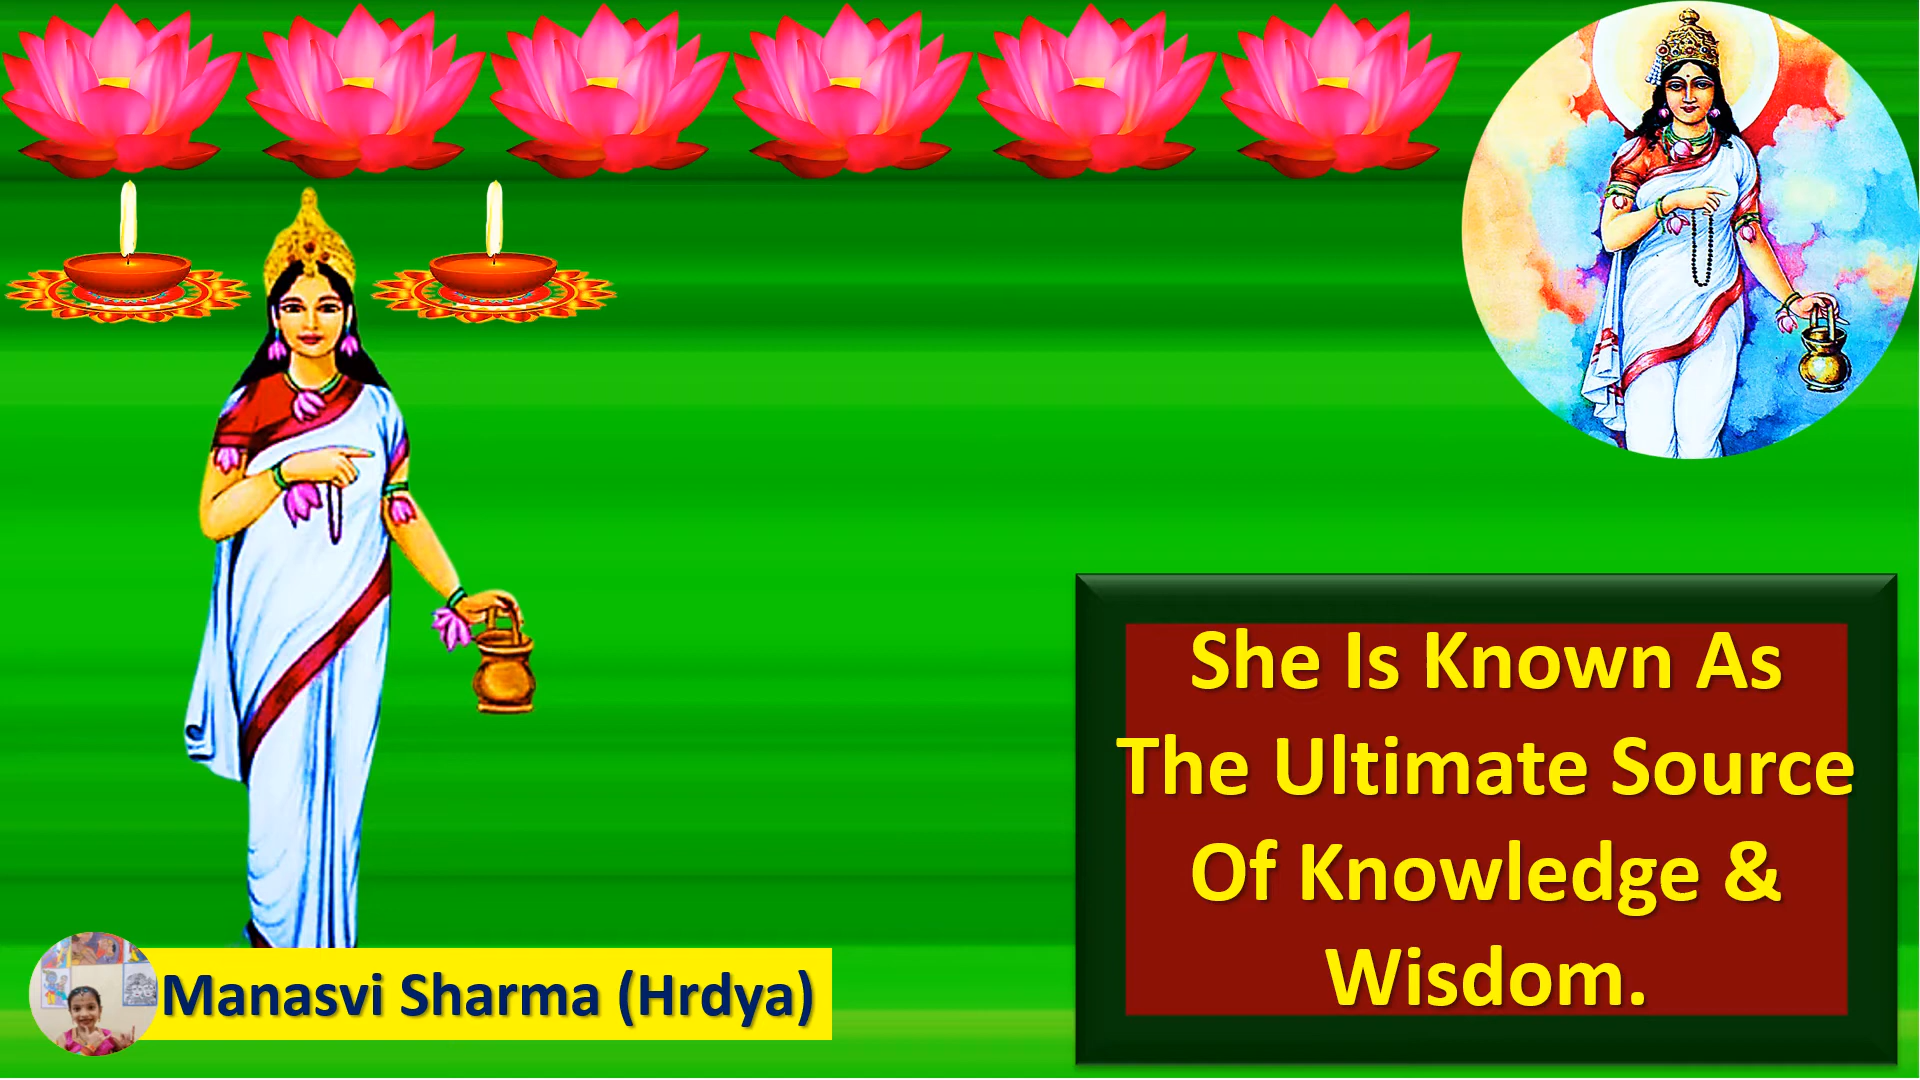 She Is Known As
The Ultimate Source
Of Knowledge &
Wisdom.
Manasvi Sharma (Hrdya)